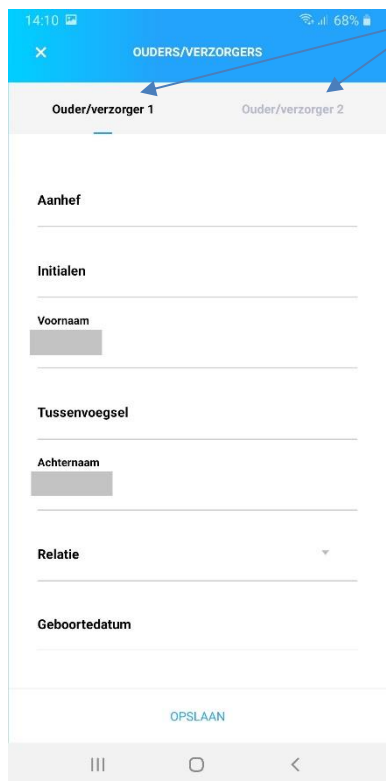 14:10 68%
OUDERS/VERZORGERS
Ouder/verzorger 1 Ouder/verzorger 2
Aanhef
Initialen
Voornaam
Tussenvoegsel
Achternaam
Relatie
Geboortedatum
OPSLAAN